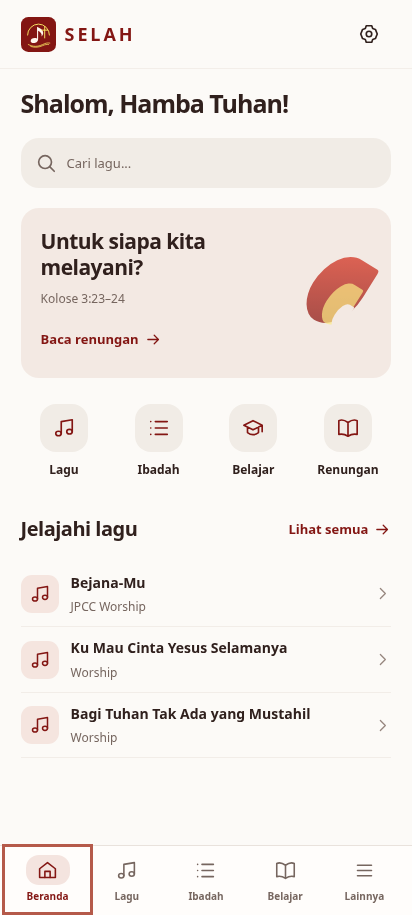 SELAH
Shalom, Hamba Tuhan!
Cari lagu...
Untuk siapa kita
melayani?
Kolose 3:23–24
Baca renungan
Lagu
Ibadah
Belajar
Renungan
Jelajahi lagu
Lihat semua
Bejana-Mu
JPCC Worship
Ku Mau Cinta Yesus Selamanya
Worship
Bagi Tuhan Tak Ada yang Mustahil
Worship
Beranda
Lagu
Ibadah
Belajar
Lainnya